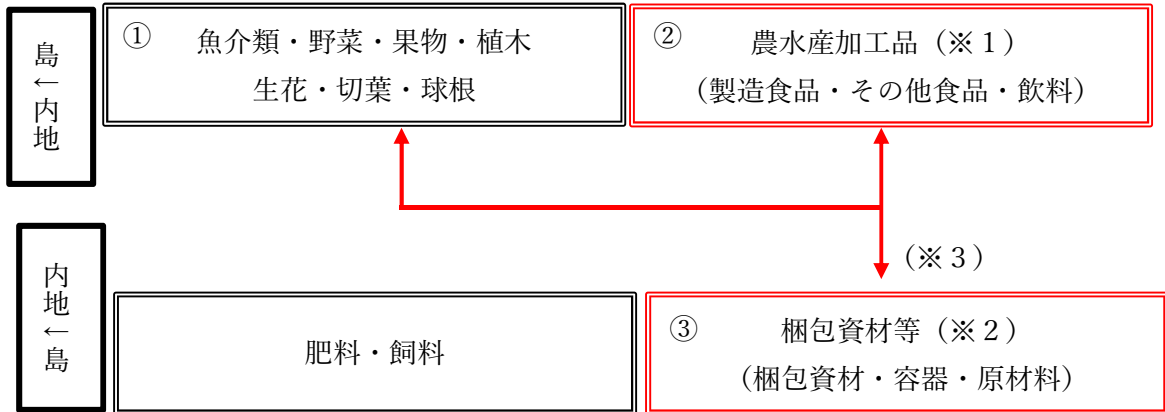 島←内地
① 魚介類・野菜・果物・植木
生花・切葉・球根
② 農水産加工品（※１）
（製造食品・その他食品・飲料）
（※３）
内地←島
肥料・飼料
③ 梱包資材等（※２）
（梱包資材・容器・原材料）